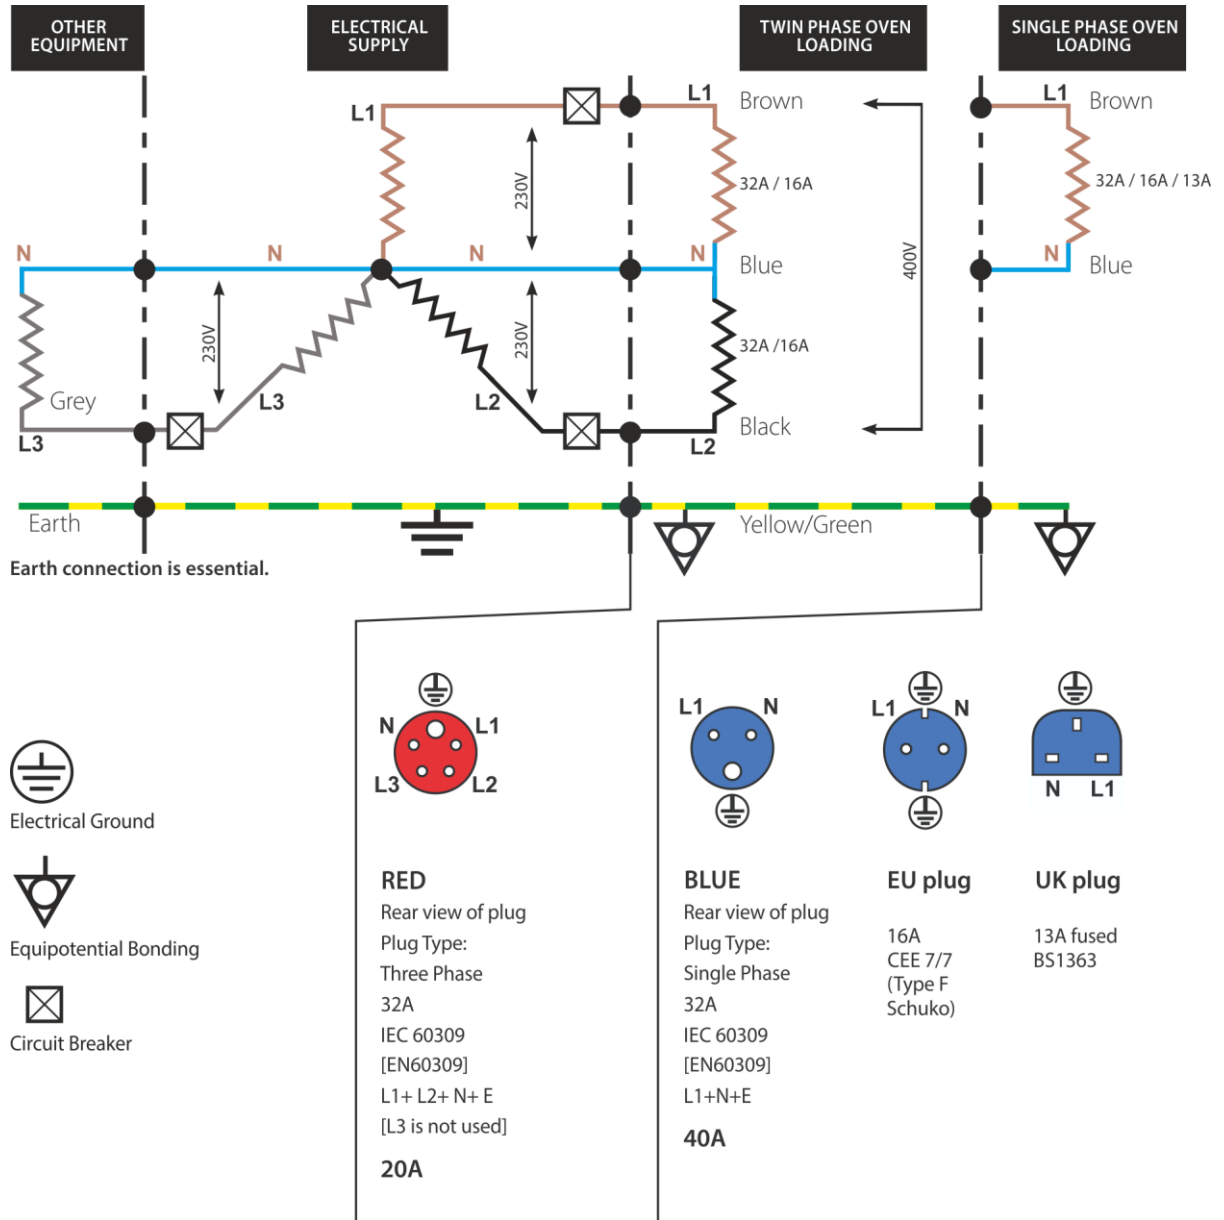 OTHER
EQUIPMENT
ELECTRICAL
SUPPLY
TWIN PHASE OVEN
LOADING
SINGLE PHASE OVEN
LOADING
L1
L1
Brown
L1
Brown
230V
32A / 16A
32A / 16A / 13A
N
N
N
N
Blue
400V
N
Blue
230V
230V
32A /16A
Grey
L3
L2
L3
L2
Black
Earth
Yellow/Green
Earth connection is essential.
N
L1
L3
L2
L1
N
L1
N
N
L1
Electrical Ground
Equipotential Bonding
Circuit Breaker
RED
Rear view of plug
Plug Type:
Three Phase
32A
IEC 60309
[EN60309]
L1+ L2+ N+ E
[L3 is not used]
20A
BLUE
Rear view of plug
Plug Type:
Single Phase
32A
IEC 60309
[EN60309]
L1+N+E
40A
EU plug
16A
CEE 7/7
(Type F
Schuko)
UK plug
13A fused
BS1363